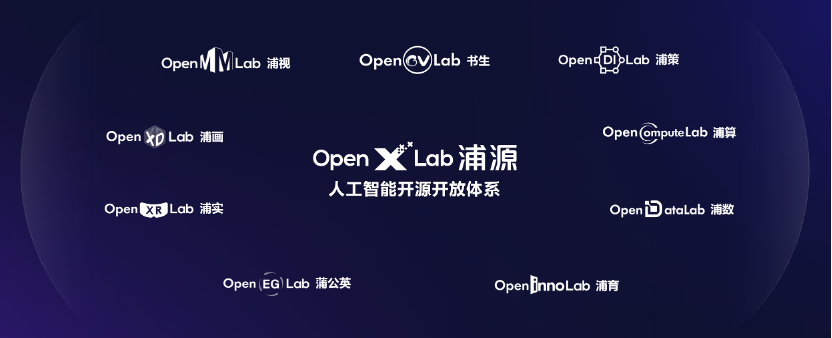 OpenMMLab 浦视
OpenGVLab 书生
OpenDILab 浦策
OpenXDLab 浦画
OpenComputeLab 浦算
OpenXLab 浦源
人工智能开源开放体系
OpenXRLab 浦实
OpenDataLab 浦数
OpenEGLab 蒲公英
OpenInnoLab 浦育